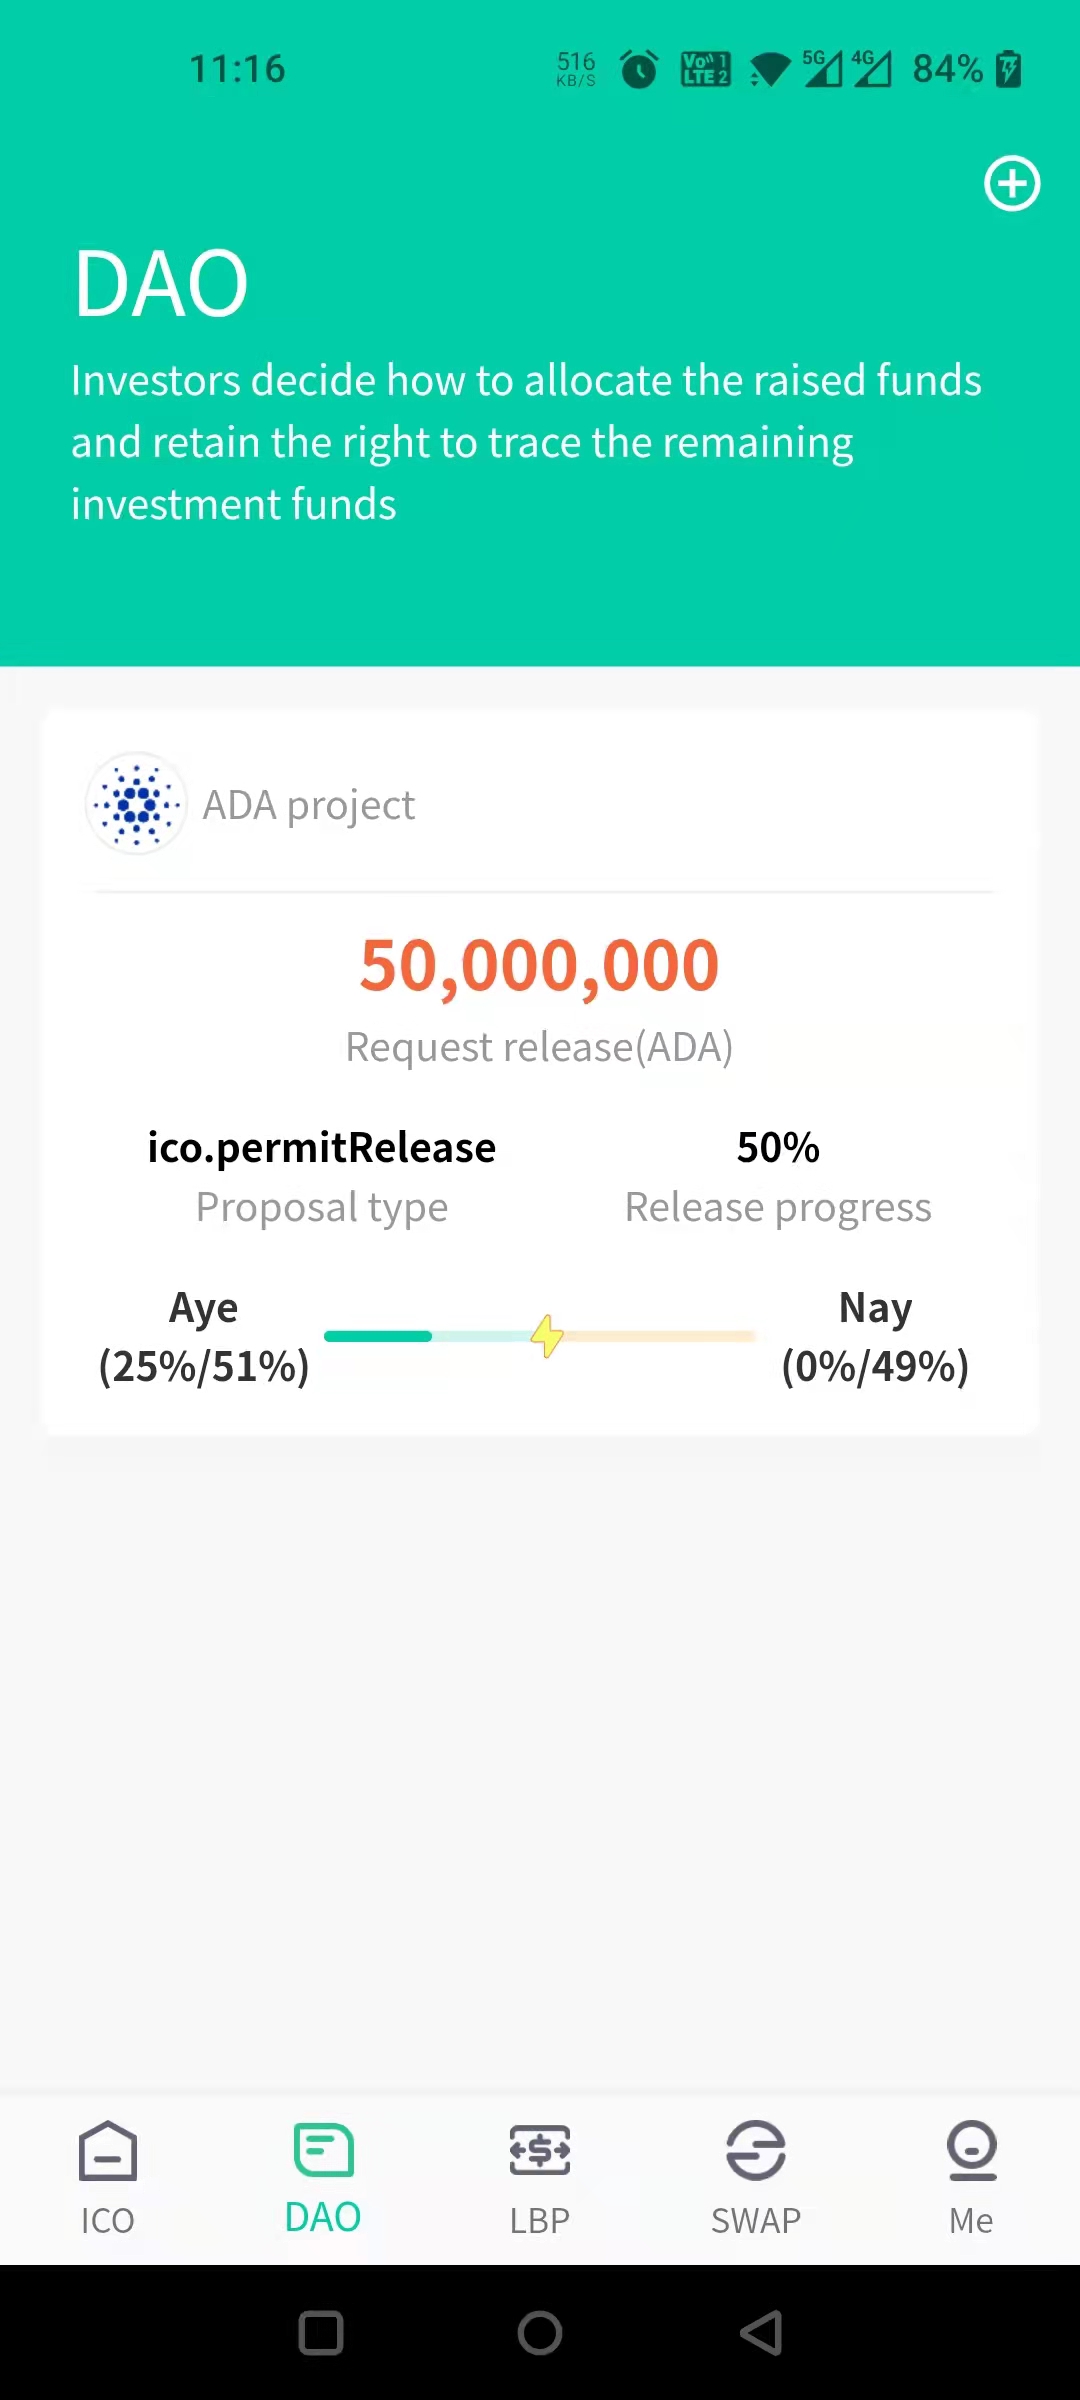 11:16
516
KB/S
Vo 1
LTE 2
5G
4G
84%
DAO
Investors decide how to allocate the raised funds
and retain the right to trace the remaining
investment funds
ADA project
50,000,000
Request release(ADA)
ico.permitRelease
50%
Proposal type
Release progress
Aye
(25%/51%)
Nay
(0%/49%)
ICO
DAO
LBP
SWAP
Me